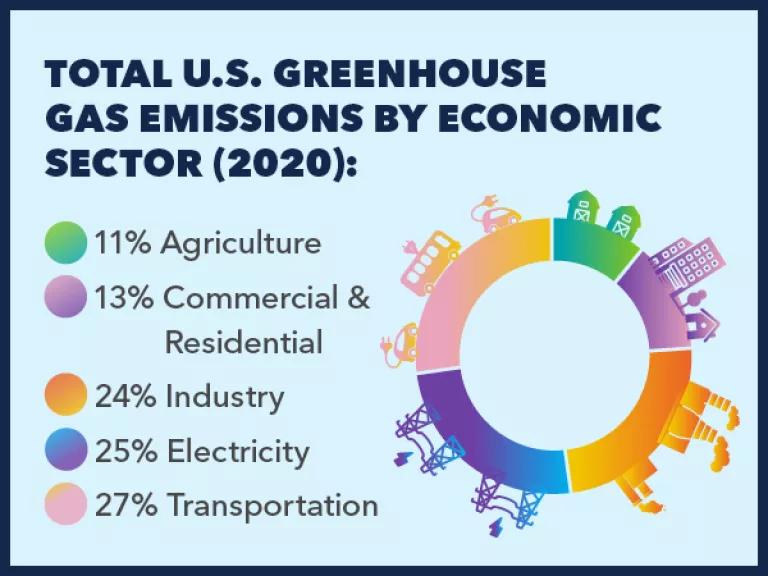 TOTAL U.S. GREENHOUSE
GAS EMISSIONS BY ECONOMIC
SECTOR (2020):
11% Agriculture
13% Commercial &
Residential
24% Industry
25% Electricity
27% Transportation